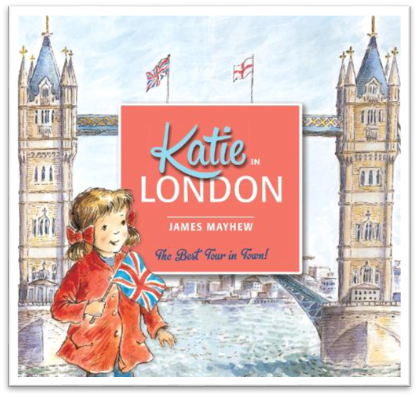 Katie IN
LONDON
JAMES MAYHEW
The Best Tour in Town!